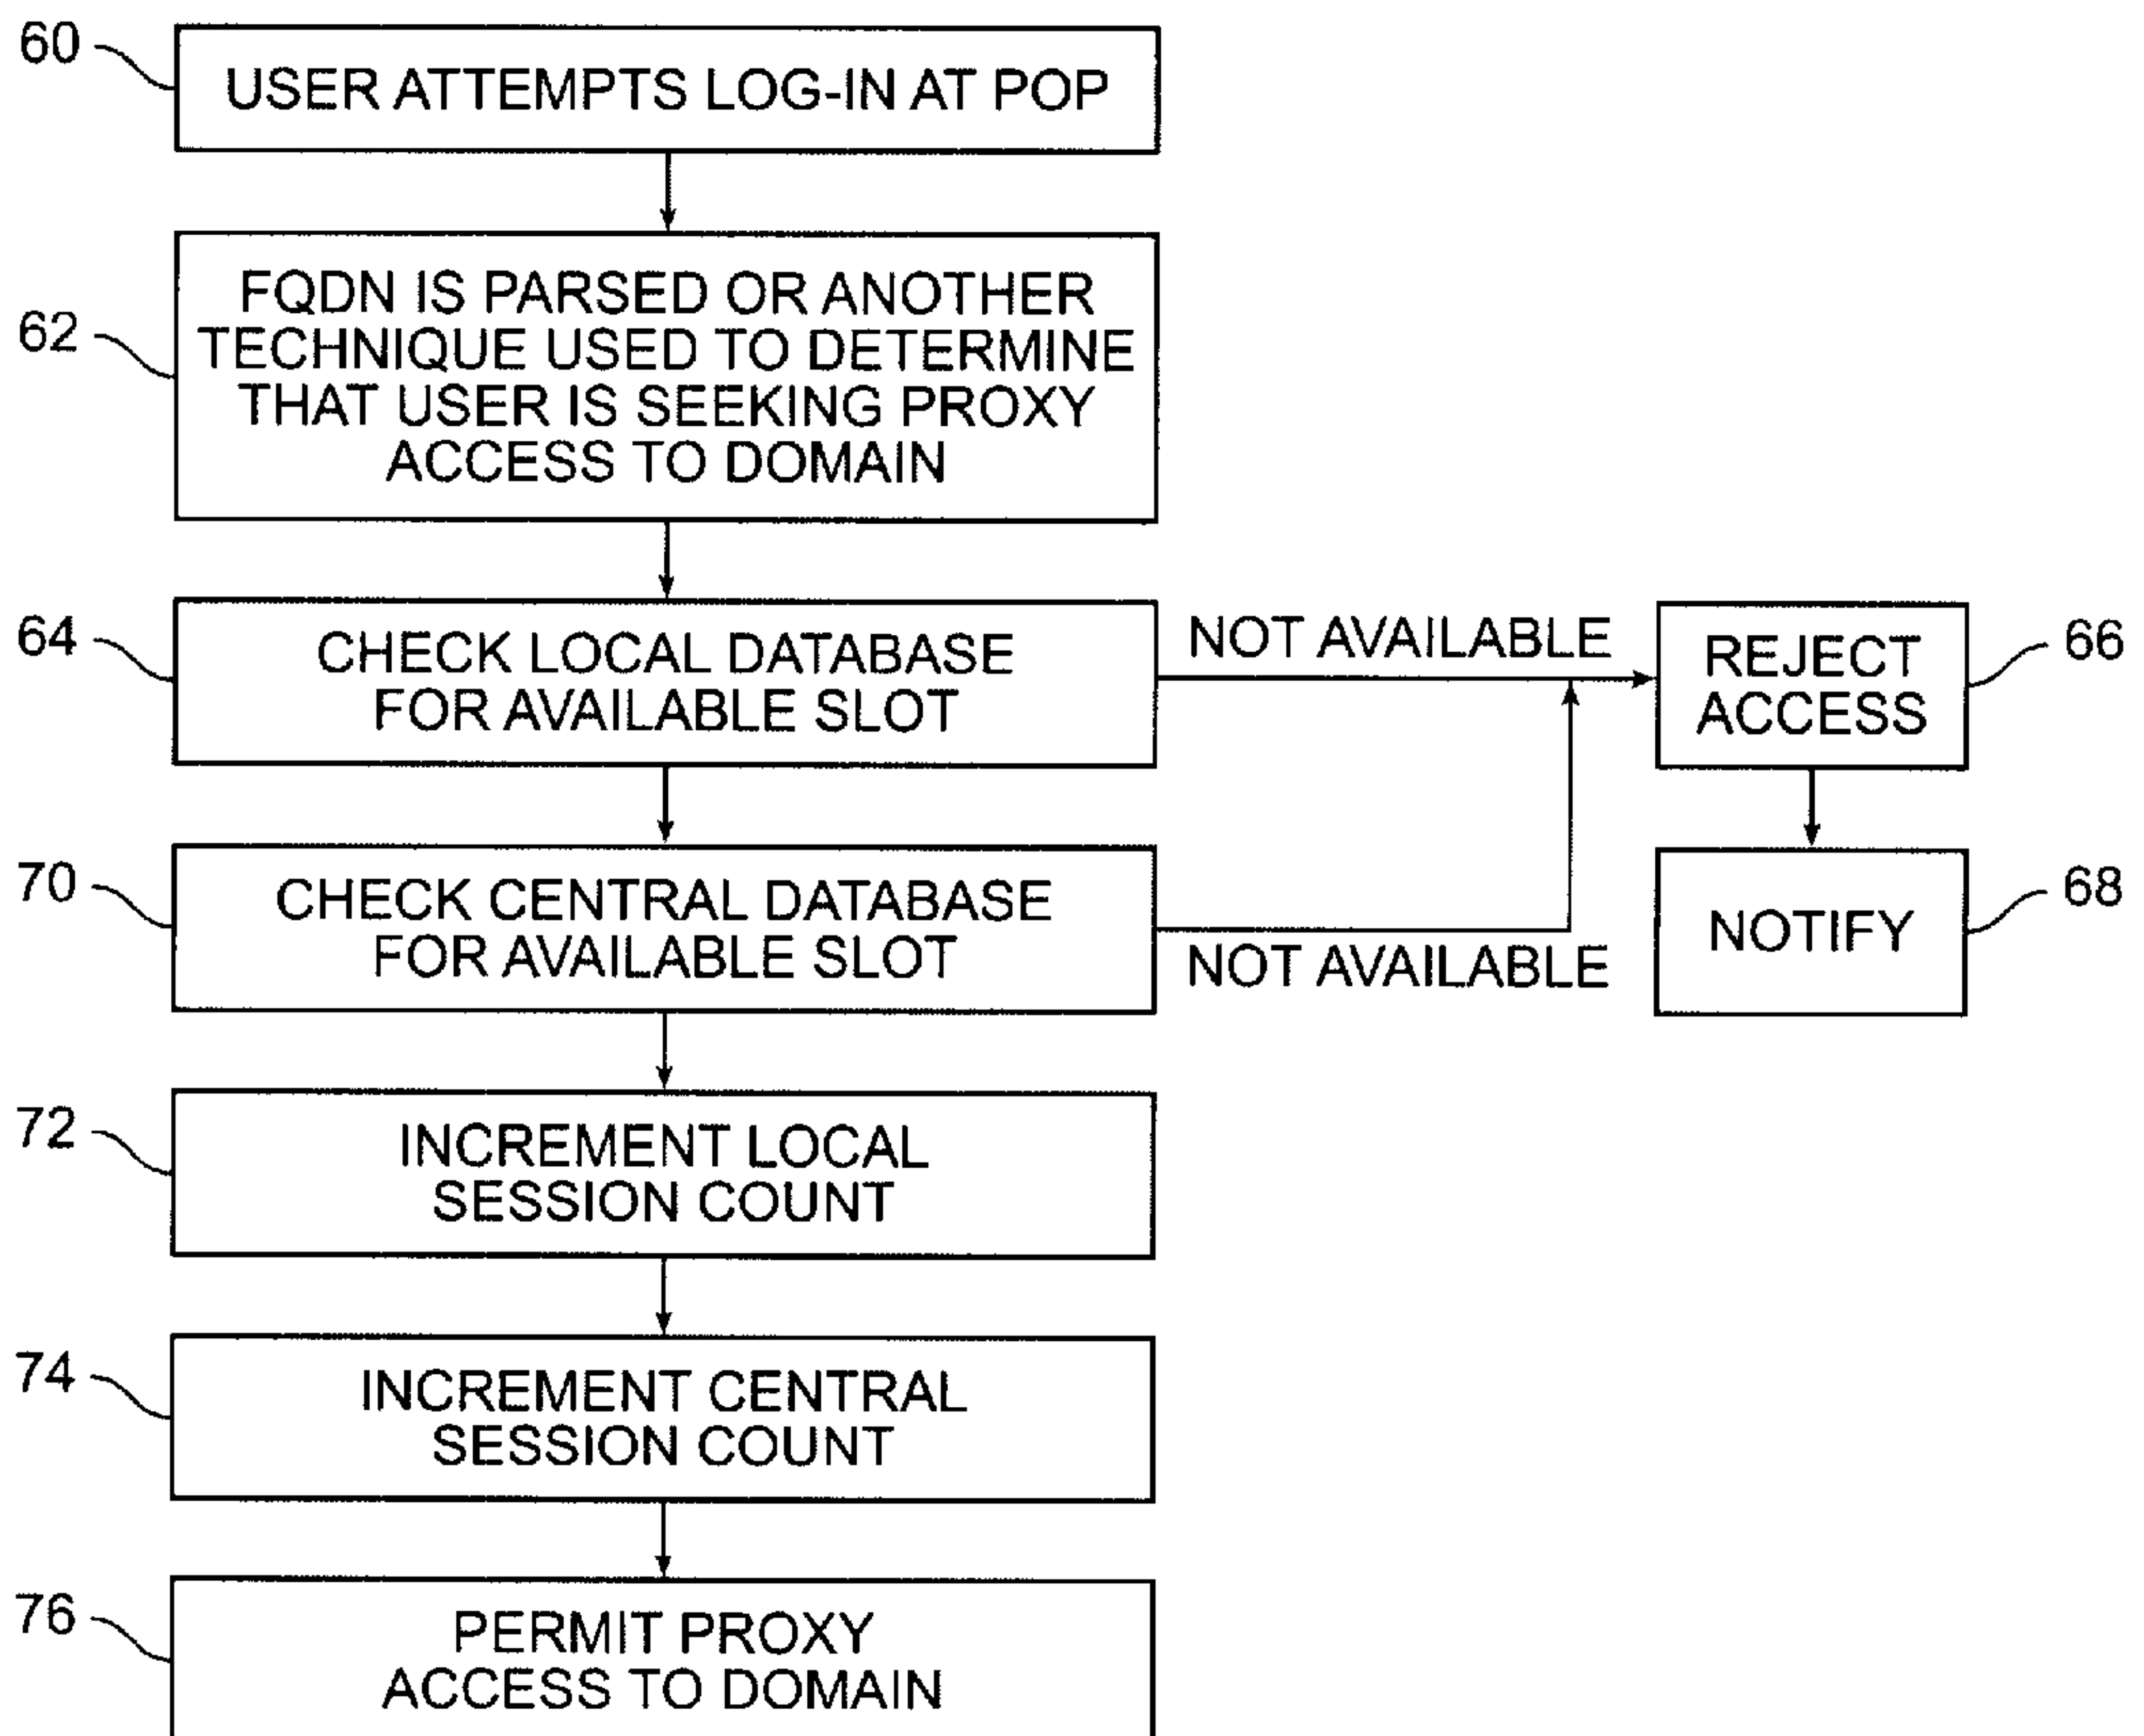 60
USER ATTEMPTS LOG-IN AT POP
62
FQDN IS PARSED OR ANOTHER
TECHNIQUE USED TO DETERMINE
THAT USER IS SEEKING PROXY
ACCESS TO DOMAIN
64
CHECK LOCAL DATABASE
FOR AVAILABLE SLOT
NOT AVAILABLE
REJECT
ACCESS
66
70
CHECK CENTRAL DATABASE
FOR AVAILABLE SLOT
NOT AVAILABLE
NOTIFY
68
72
INCREMENT LOCAL
SESSION COUNT
74
INCREMENT CENTRAL
SESSION COUNT
76
PERMIT PROXY
ACCESS TO DOMAIN